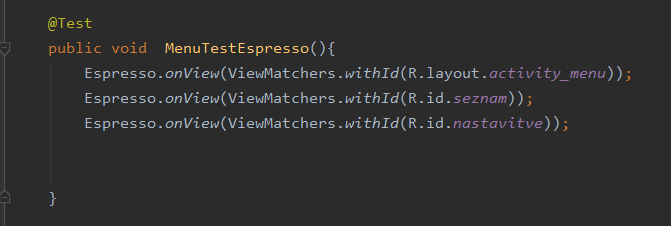 @Test
public void  MenuTestEspresso(){
Espresso.onView(ViewMatchers.withId(R.layout.activity_menu));
Espresso.onView(ViewMatchers.withId(R.id.seznam));
Espresso.onView(ViewMatchers.withId(R.id.nastavitve));
}